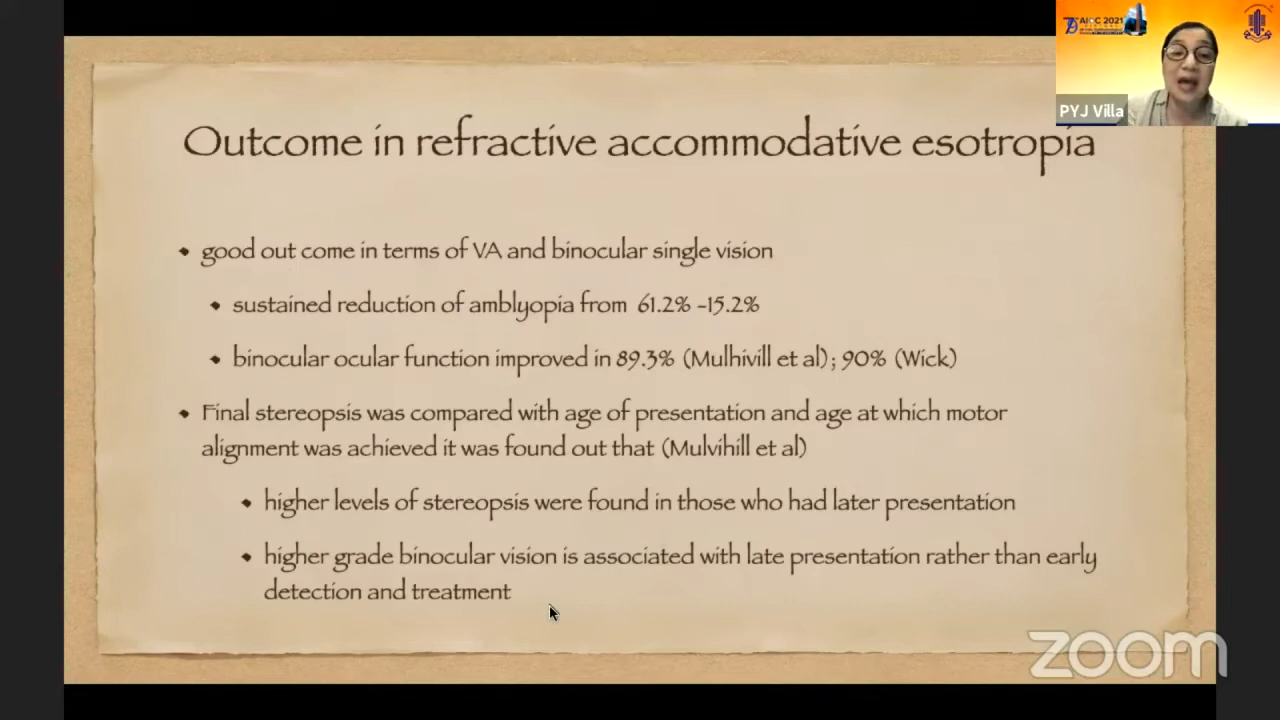 AIOC 2021
PYJ Villa
Outcome in refractive accommodative esotropia
good out come in terms of VA and binocular single vision
sustained reduction of amblyopia from 61.2% -15.2%
binocular ocular function improved in 89.3% (Mulhivill et al); 90% (Wick)
Final stereopsis was compared with age of presentation and age at which motor
alignment was achieved it was found out that (Mulvihill et al)
higher levels of stereopsis were found in those who had later presentation
higher grade binocular vision is associated with late presentation rather than early
detection and treatment
zoom